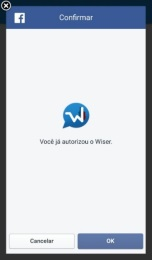 Confirmar
Você já autorizou o Wiser.
Cancelar
OK